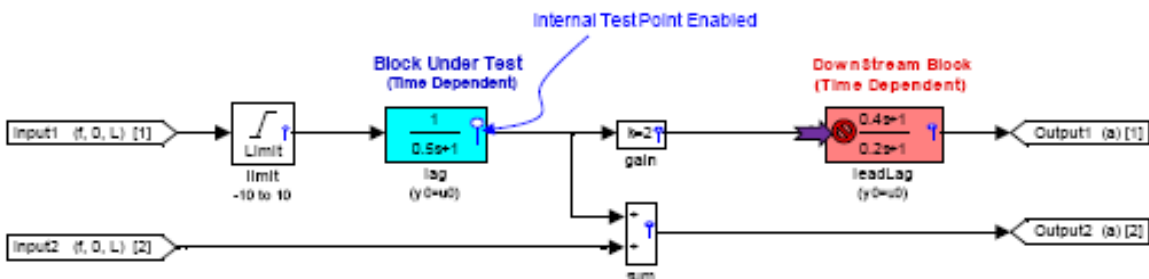 Internal TestPoint Enabled
Block Under Test
(Time Dependent)
DownStream Block
(Time Dependent)
Input1 (f, 0, L) [1]
Limit
limit
-10 to 10
1
0.5s+1
lag
(y0=u0)
k=2
gain
0.4s+1
0.2s+1
leadLag
(y0=u0)
Output1 (a) [1]
Input2 (f, 0, L) [2]
+
+
sum
Output2 (a) [2]